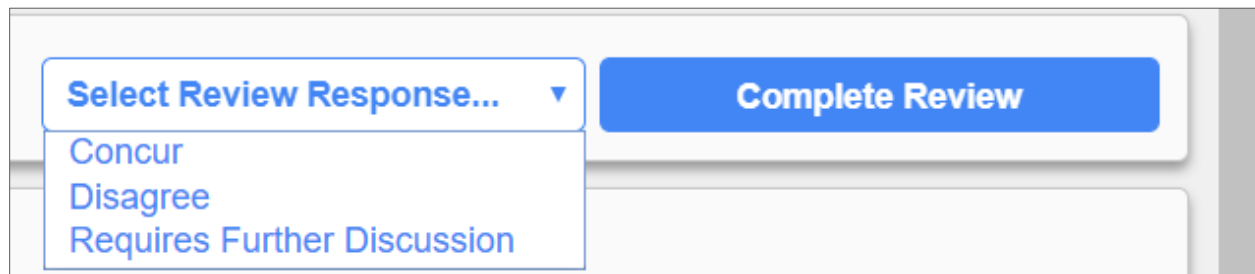 Select Review Response... ▼
Complete Review
Concur
Disagree
Requires Further Discussion